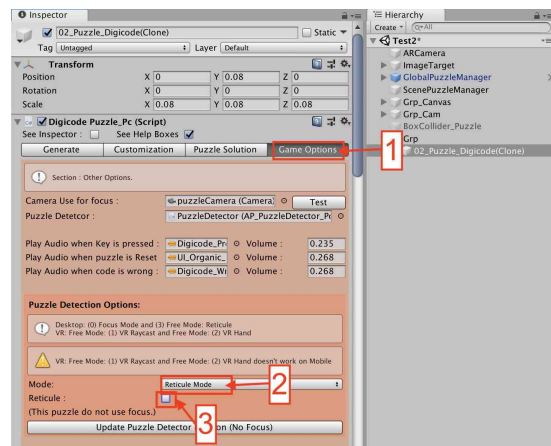 Inspector
02_Puzzle_Digicode(Clone)
Static
Tag Untagged Layer Default
Transform
Position X 0 Y 0.08 Z 0
Rotation X 0 Y 0 Z 0
Scale X 0.08 Y 0.08 Z 0.08
Digicode Puzzle_Pc (Script)
See Inspector : See Help Boxes
Generate Customization Puzzle Solution Game Options
Section : Other Options.
Camera Use for focus : puzzleCamera (Camera) Test
Puzzle Detetcor : PuzzleDetector (AP_PuzzleDetector_Pc
Play Audio when Key is pressed : Digicode_Pr Volume : 0.235
Play Audio when puzzle is Reset UI_Organic_ Volume : 0.268
Play Audio when code is wrong : Digicode_Wr Volume : 0.268
Puzzle Detection Options:
Desktop: (0) Focus Mode and (3) Free Mode: Reticule
VR: Free Mode: (1) VR Raycast and Free Mode: (2) VR Hand
VR: Free Mode: (1) VR Raycast and Free Mode: (2) VR Hand doesn't work on Mobile
Mode: Reticule Mode
Reticule :
(This puzzle do not use focus.)
Update Puzzle Detector on (No Focus)
1
2
3
Hierarchy
Create Q▾All
Test2*
ARCamera
ImageTarget
GlobalPuzzleManager
ScenePuzzleManager
Grp_Canvas
Grp_Cam
BoxCollider_Puzzle
Grp
02_Puzzle_Digicode(Clone)